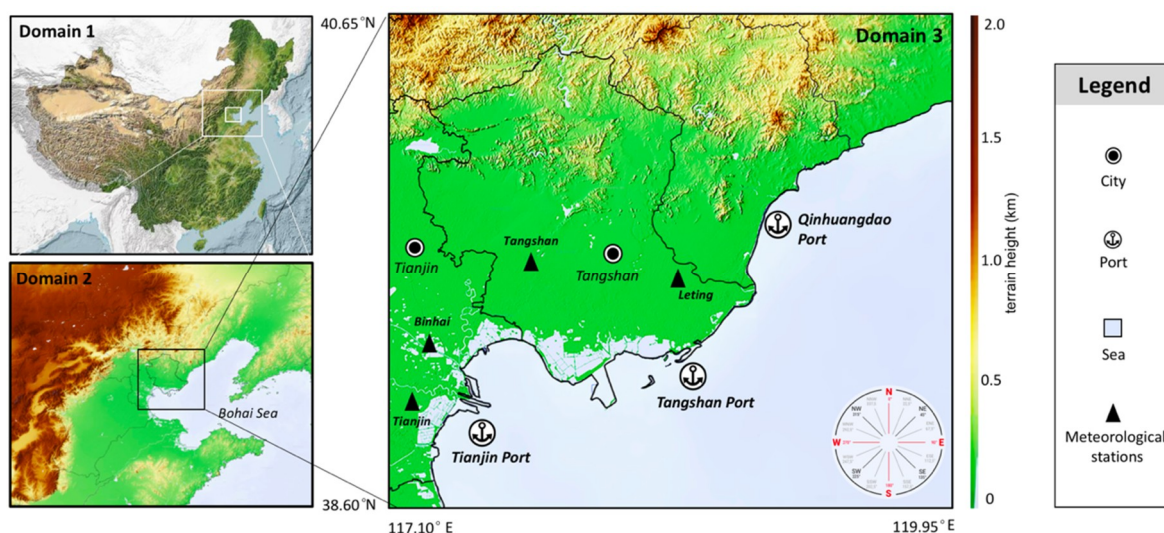 Domain 1
Domain 2
Bohai Sea
40.65°N
38.60°N
117.10° E
119.95° E
Domain 3
Qinhuangdao
Port
Tianjin
Tangshan
Tangshan
Leting
Binhai
Tianjin
Tangshan Port
Tianjin Port
N
NE
E
SE
S
SW
W
NW
2.0
1.5
1.0
0.5
0
terrain height (km)
Legend
City
Port
Sea
Meteorological
stations